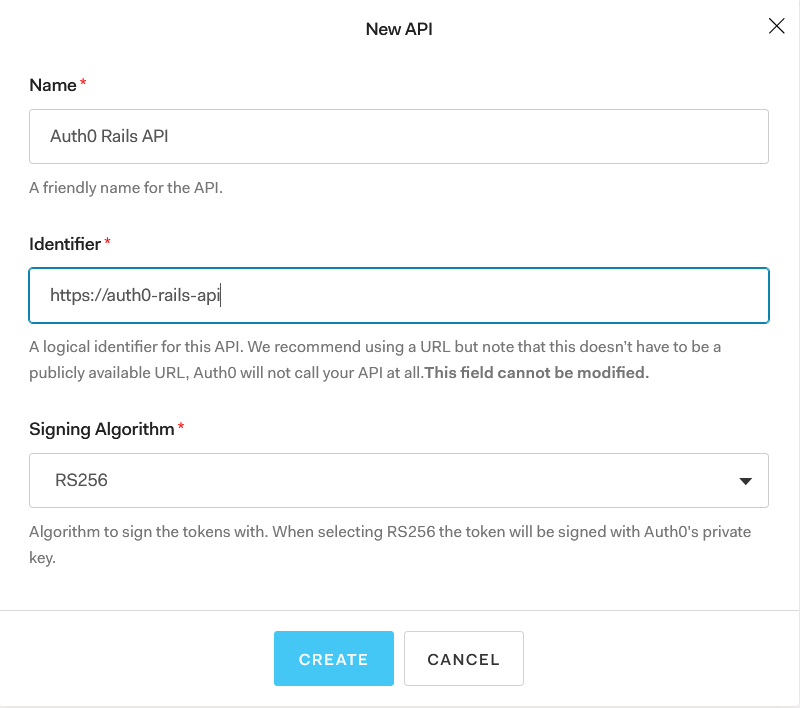 New API
Name *
Auth0 Rails API
A friendly name for the API.
Identifier *
https://auth0-rails-api
A logical identifier for this API. We recommend using a URL but note that this doesn't have to be a
publicly available URL, Auth0 will not call your API at all.This field cannot be modified.
Signing Algorithm *
RS256
Algorithm to sign the tokens with. When selecting RS256 the token will be signed with Auth0's private
key.
CREATE CANCEL